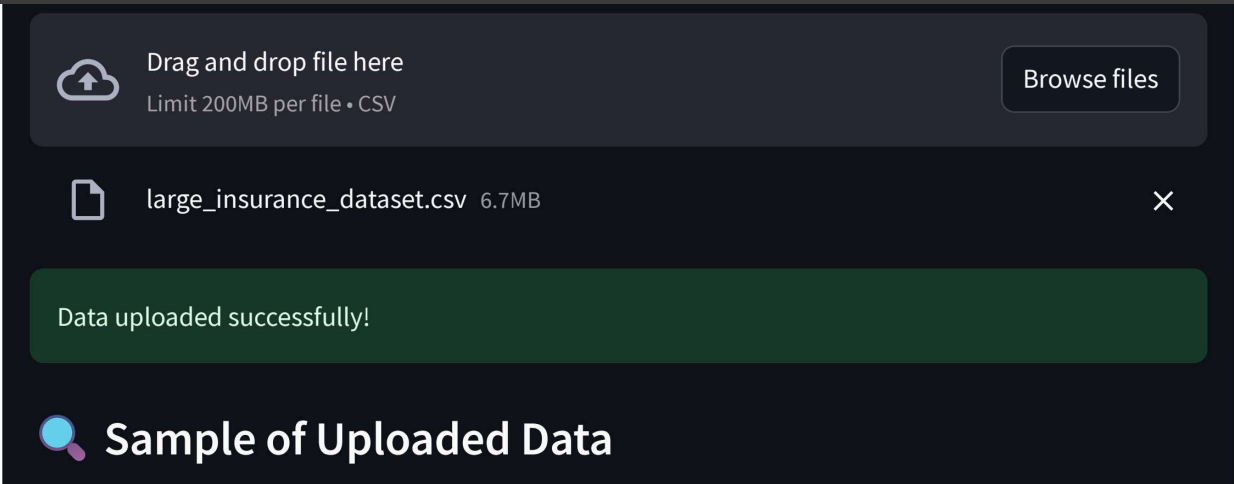 Drag and drop file here
Limit 200MB per file • CSV
Browse files
large_insurance_dataset.csv 6.7MB
Data uploaded successfully!
Sample of Uploaded Data